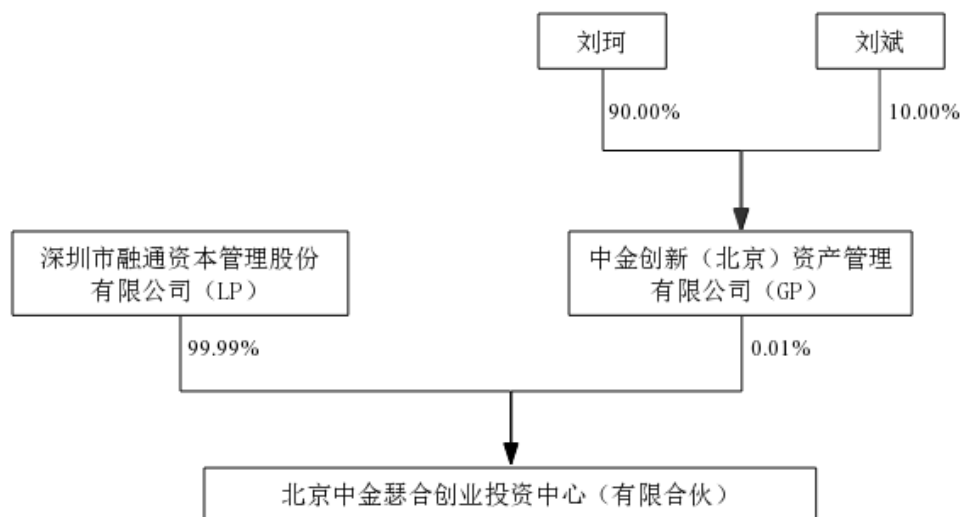 刘珂
刘斌
90.00%
10.00%
深圳市融通资本管理股份
有限公司（LP）
中金创新（北京）资产管理
有限公司（GP）
99.99%
0.01%
北京中金瑟合创业投资中心（有限合伙）